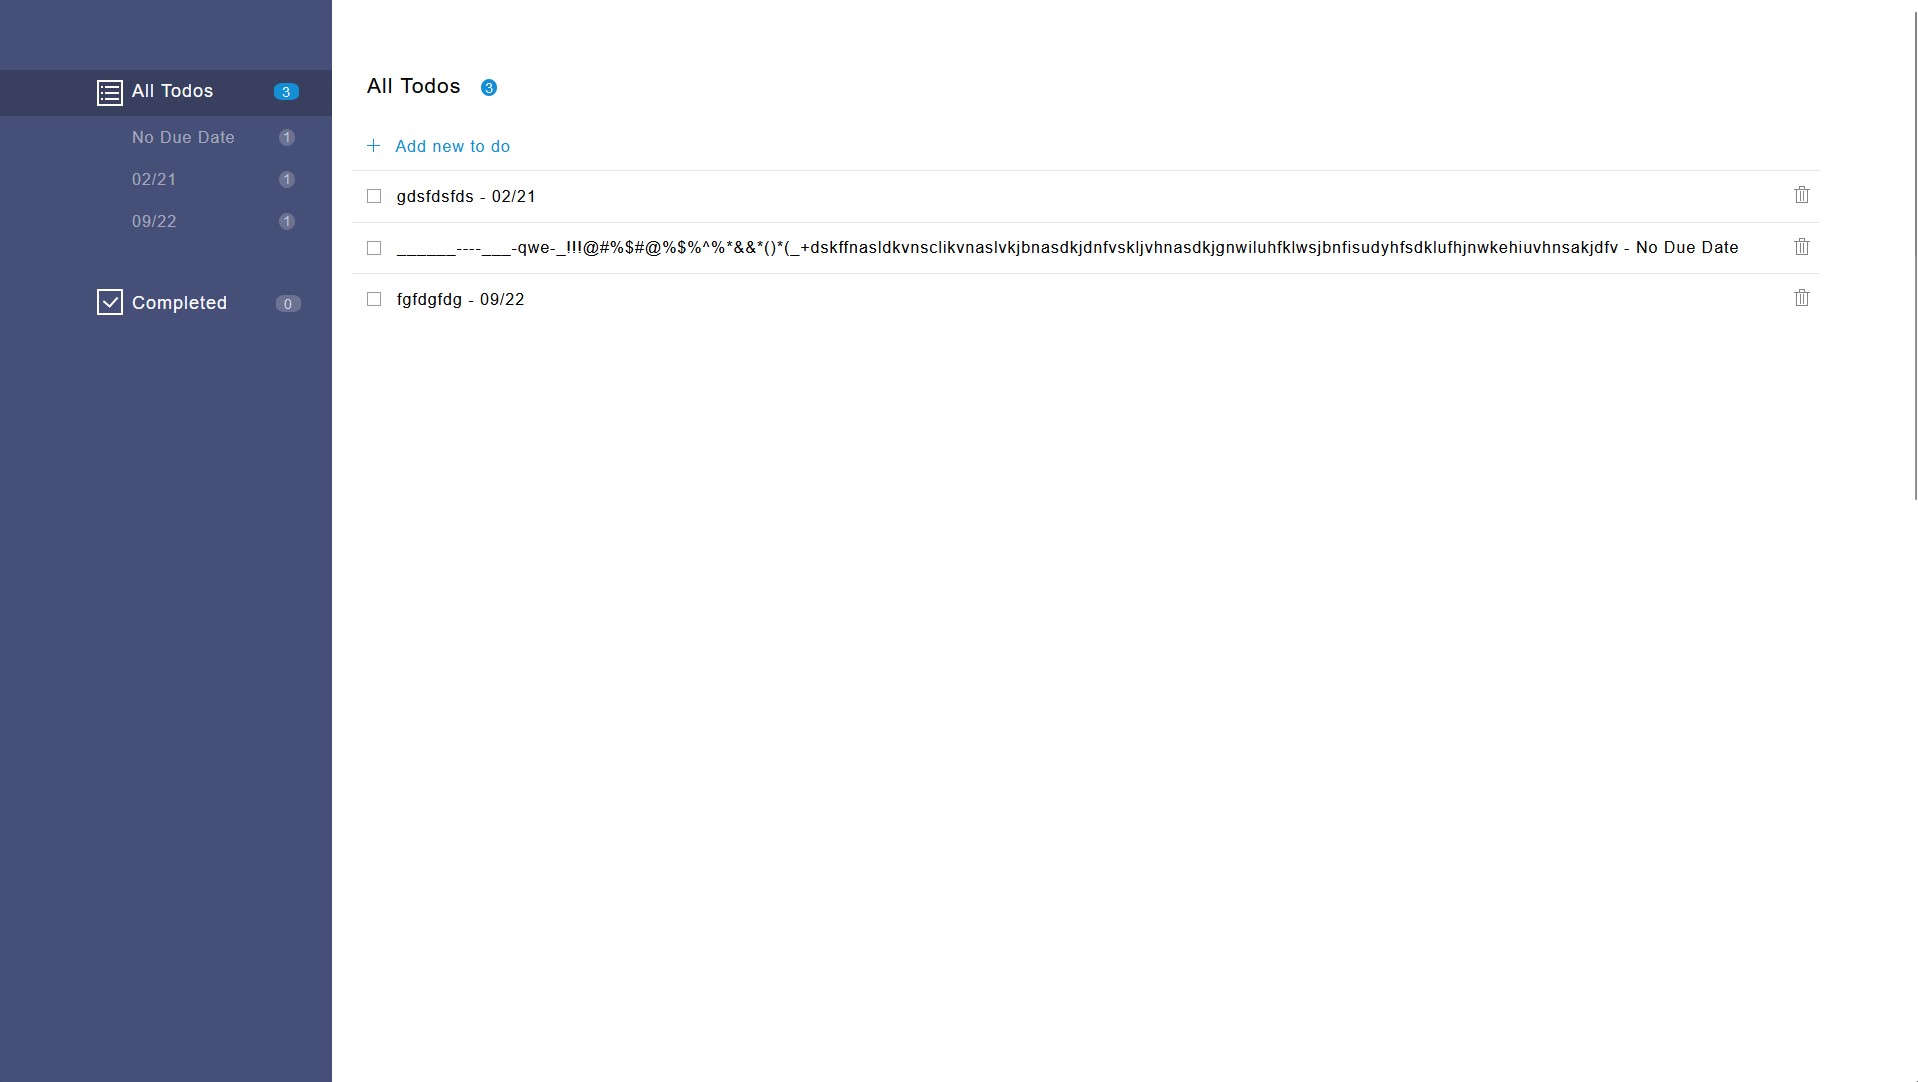 All Todos 3
No Due Date 1
02/21 1
09/22 1
Completed 0
All Todos 3
+ Add new to do
gdsfdsfds - 02/21
______----___-qwe-_!!!@#%$#@%$%^%*&&*()*(_+dskffnasldkvnsclikvnaslvkjbnasdkjdnfvskljvhnasdkjgnwiluhfklwsjbnfisudyhfsdklufhjnwkehiuvhnsakjdfv - No Due Date
fgfdgfdg - 09/22